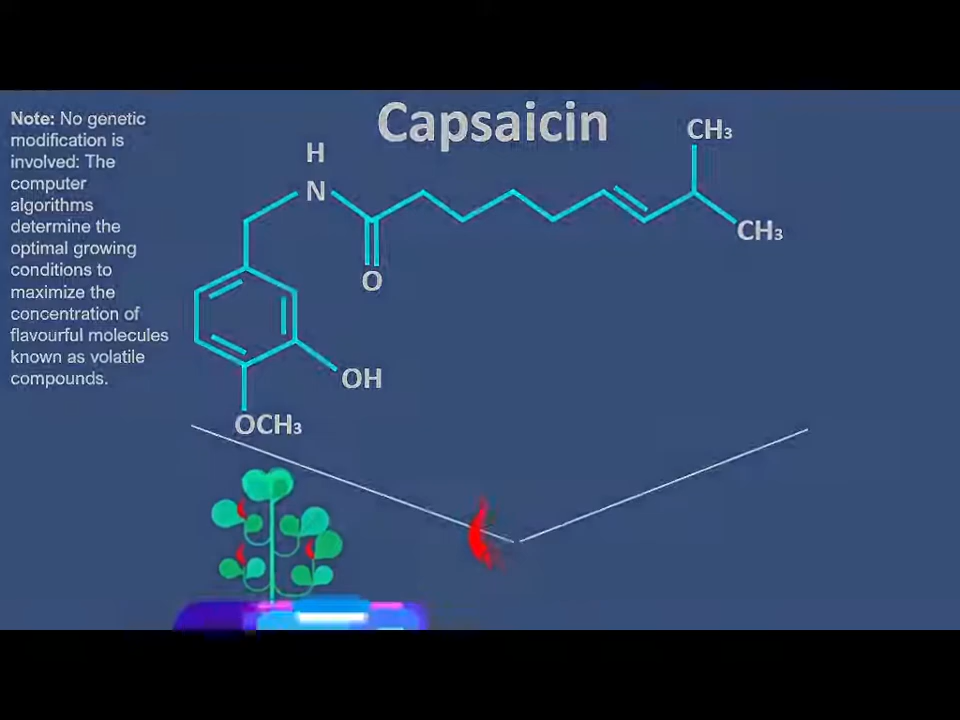 Capsaicin
Note: No genetic
modification is
involved: The
computer
algorithms
determine the
optimal growing
conditions to
maximize the
concentration of
flavourful molecules
known as volatile
compounds.
H
N
O
CH₃
CH₃
OH
OCH₃